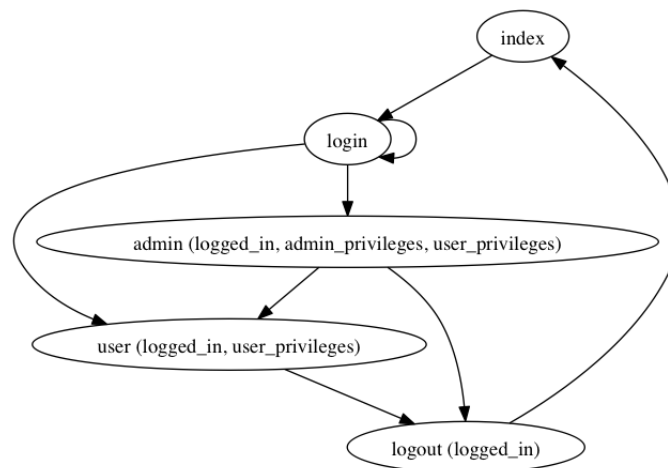 index
login
admin (logged_in, admin_privileges, user_privileges)
user (logged_in, user_privileges)
logout (logged_in)